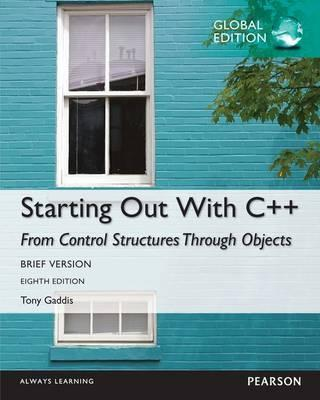 GLOBAL
EDITION
Starting Out With C++
From Control Structures Through Objects
BRIEF VERSION
EIGHTH EDITION
Tony Gaddis
ALWAYS LEARNING
PEARSON